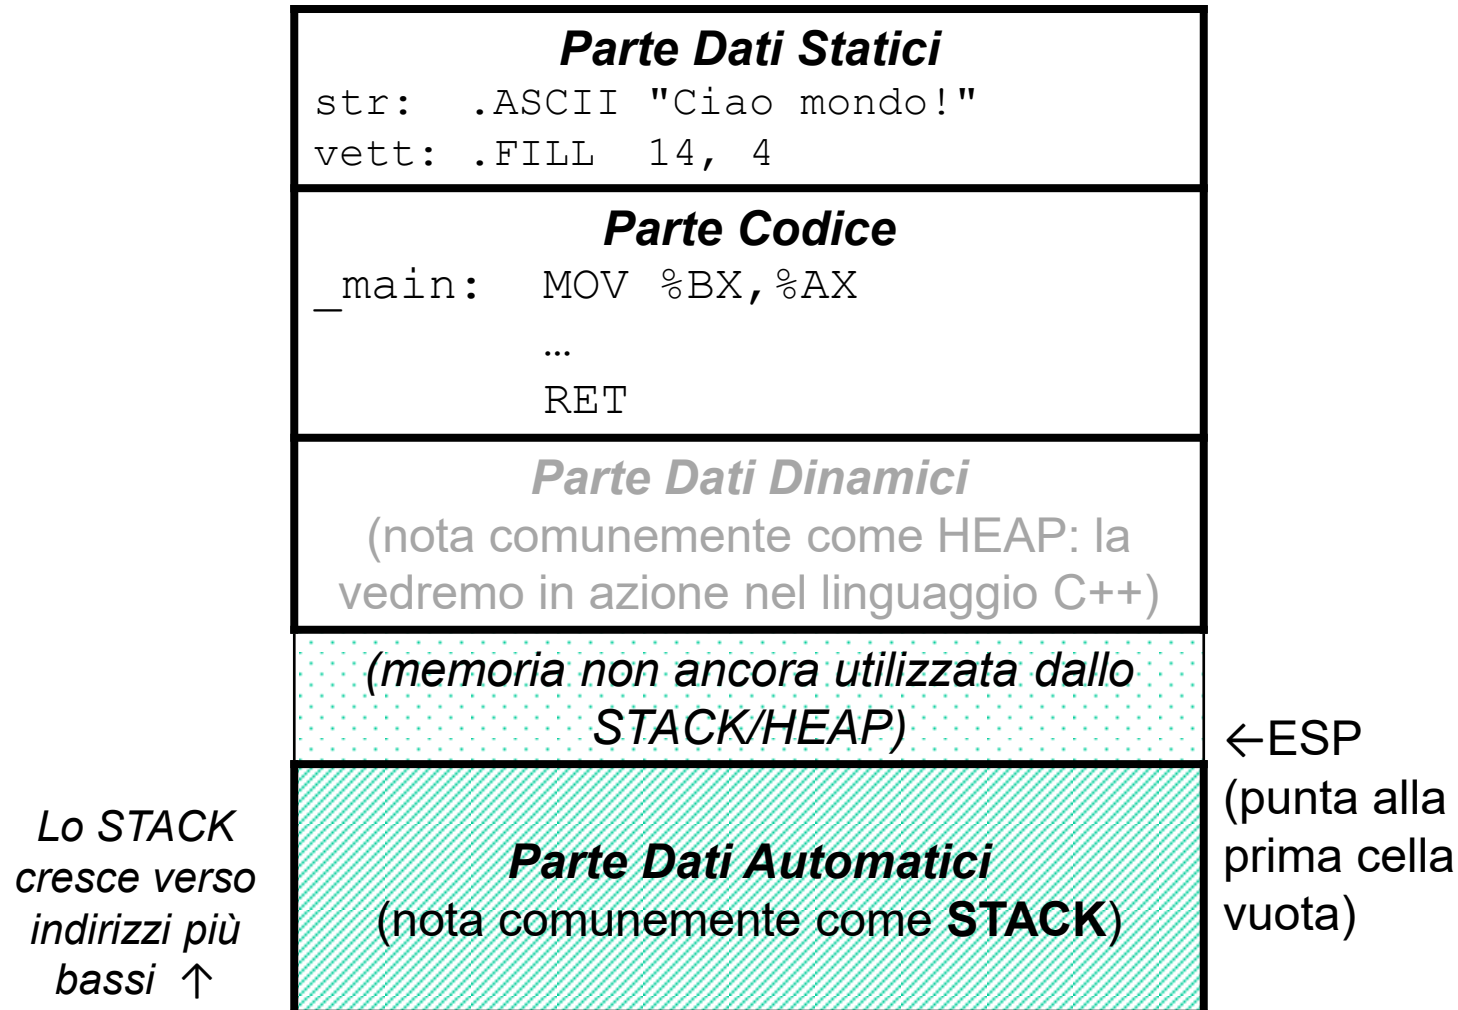 Parte Dati Statici
str:  .ASCII "Ciao mondo!"
vett: .FILL  14, 4
Parte Codice
_main:  MOV %BX,%AX
…
RET
Parte Dati Dinamici
(nota comunemente come HEAP: la
vedremo in azione nel linguaggio C++)
(memoria non ancora utilizzata dallo
STACK/HEAP)
←ESP
(punta alla
prima cella
vuota)
Lo STACK
cresce verso
indirizzi più
bassi ↑
Parte Dati Automatici
(nota comunemente come STACK)